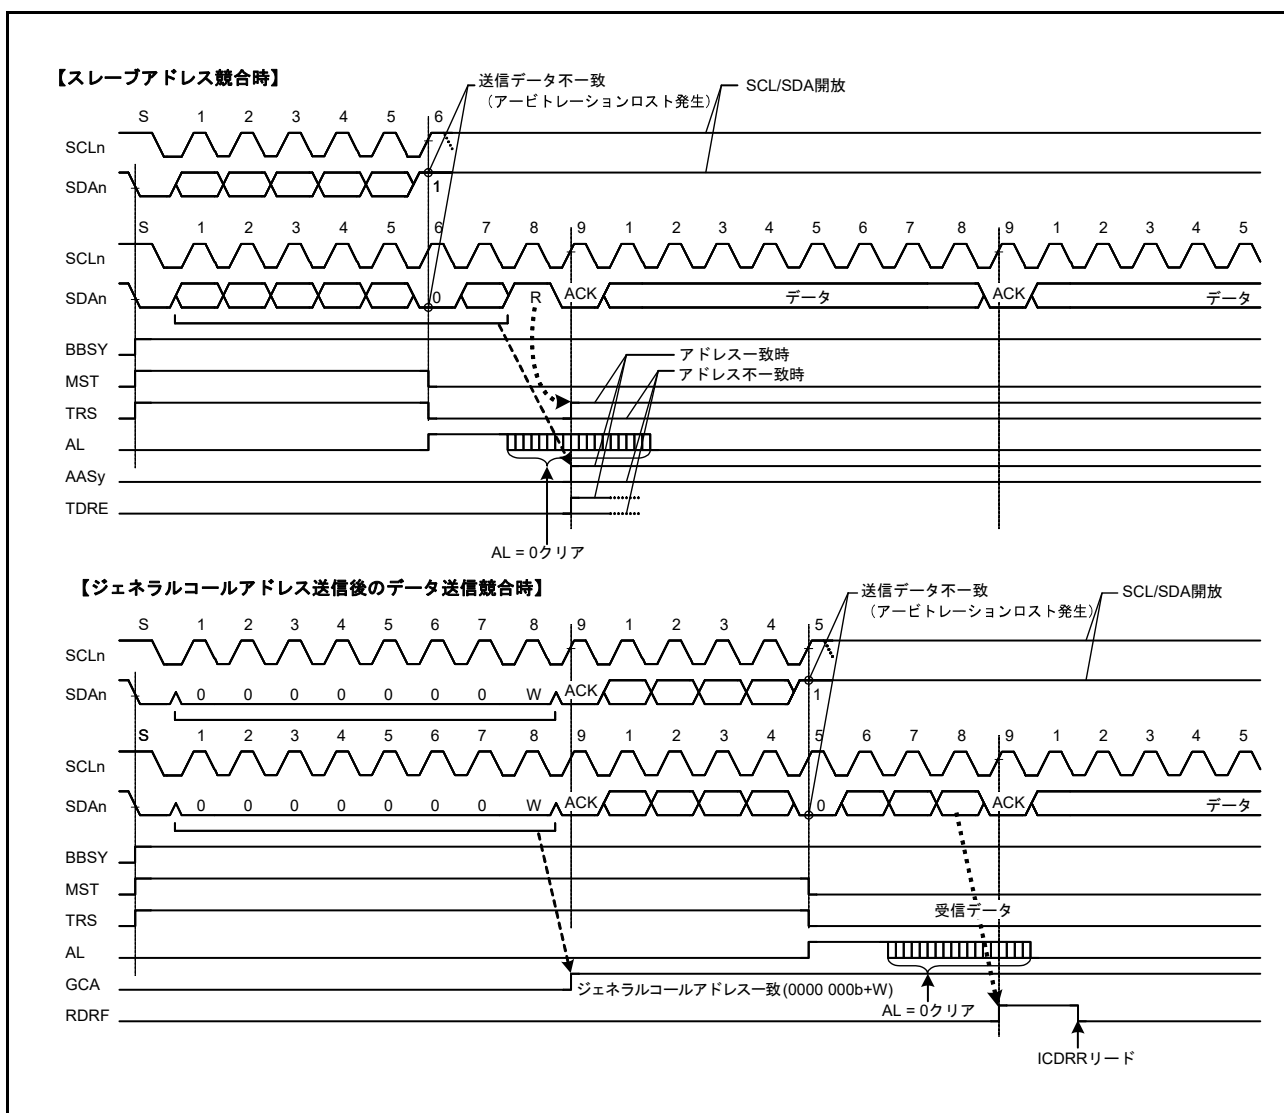 【スレーブアドレス競合時】
送信データ不一致
（アービトレーションロスト発生）
SCL/SDA開放
S 1 2 3 4 5 6
SCLn
SDAn
1
S 1 2 3 4 5 6 7 8 9 1 2 3 4 5 6 7 8 9 1 2 3 4 5
SCLn
SDAn 0 R ACK データ ACK データ
BBSY
アドレス一致時
MST
アドレス不一致時
TRS
AL
AASy
TDRE
AL = 0クリア
【ジェネラルコールアドレス送信後のデータ送信競合時】
送信データ不一致
（アービトレーションロスト発生）
SCL/SDA開放
S 1 2 3 4 5 6 7 8 9 1 2 3 4 5
SCLn
SDAn 0 0 0 0 0 0 0 W ACK 1
S 1 2 3 4 5 6 7 8 9 1 2 3 4 5 6 7 8 9 1 2 3 4 5
SCLn
SDAn 0 0 0 0 0 0 0 W ACK 0 ACK データ
BBSY
MST
TRS
受信データ
AL
GCA
ジェネラルコールアドレス一致(0000 000b+W)
RDRF
AL = 0クリア
ICDRRリード